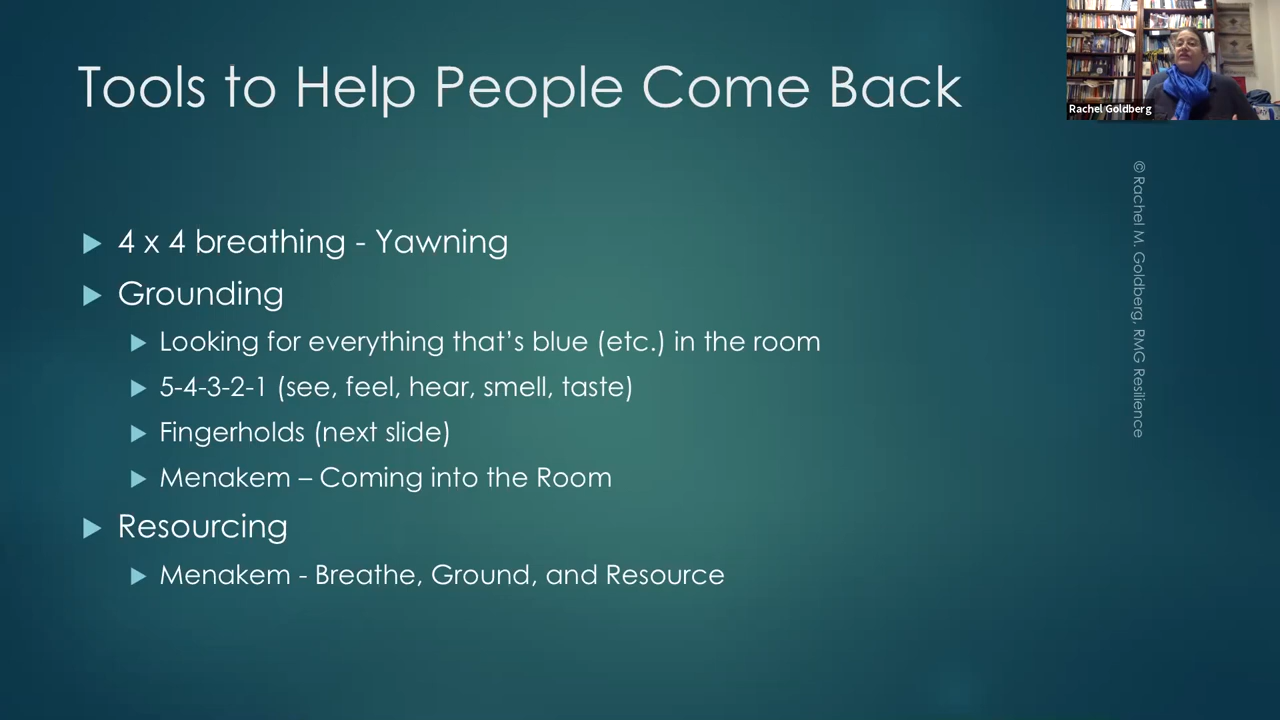 Tools to Help People Come Back
Rachel Goldberg
4 x 4 breathing - Yawning
Grounding
Looking for everything that’s blue (etc.) in the room
5-4-3-2-1 (see, feel, hear, smell, taste)
Fingerholds (next slide)
Menakem – Coming into the Room
Resourcing
Menakem - Breathe, Ground, and Resource
© Rachel M. Goldberg, RMG Resilience